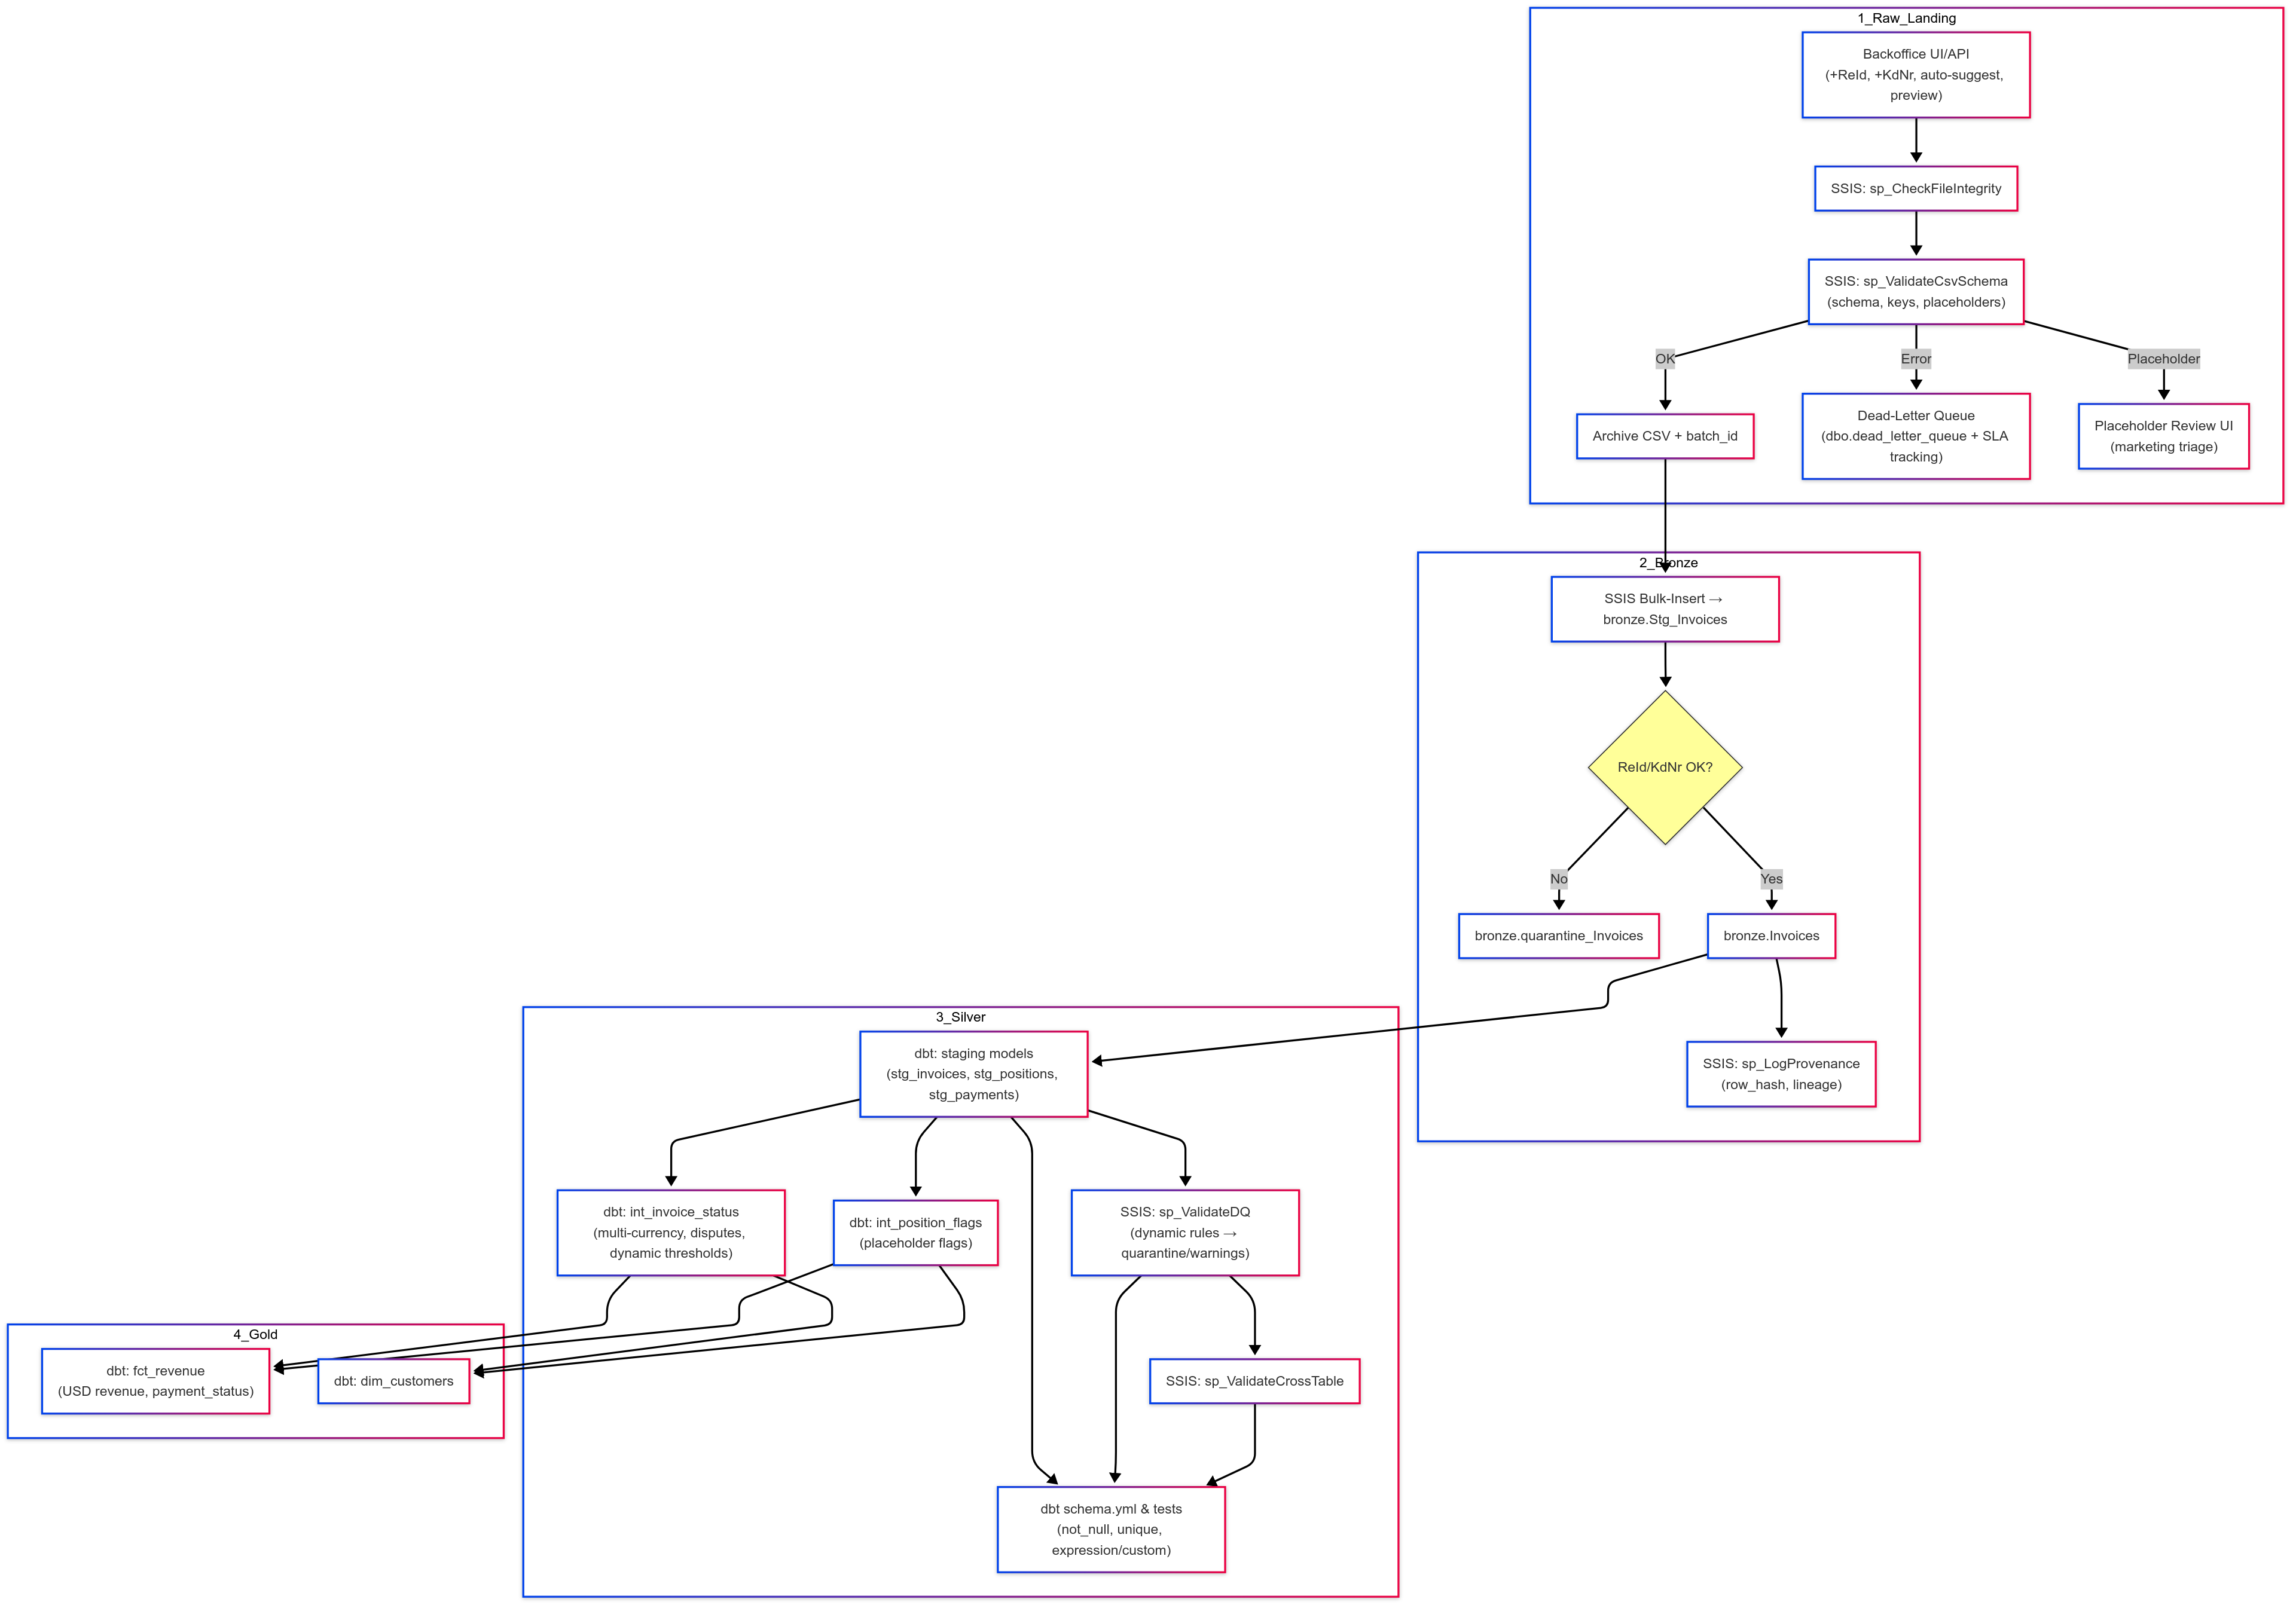 1_Raw_Landing
Backoffice UI/API
(+ReId, +KdNr, auto-suggest,
preview)
SSIS: sp_CheckFileIntegrity
SSIS: sp_ValidateCsvSchema
(schema, keys, placeholders)
OK
Error
Placeholder
Archive CSV + batch_id
Dead-Letter Queue
(dbo.dead_letter_queue + SLA
tracking)
Placeholder Review UI
(marketing triage)
2_Bronze
SSIS Bulk-Insert →
bronze.Stg_Invoices
ReId/KdNr OK?
No
Yes
bronze.quarantine_Invoices
bronze.Invoices
SSIS: sp_LogProvenance
(row_hash, lineage)
3_Silver
dbt: staging models
(stg_invoices, stg_positions,
stg_payments)
dbt: int_invoice_status
(multi-currency, disputes,
dynamic thresholds)
dbt: int_position_flags
(placeholder flags)
SSIS: sp_ValidateDQ
(dynamic rules →
quarantine/warnings)
SSIS: sp_ValidateCrossTable
dbt schema.yml & tests
(not_null, unique,
expression/custom)
4_Gold
dbt: fct_revenue
(USD revenue, payment_status)
dbt: dim_customers